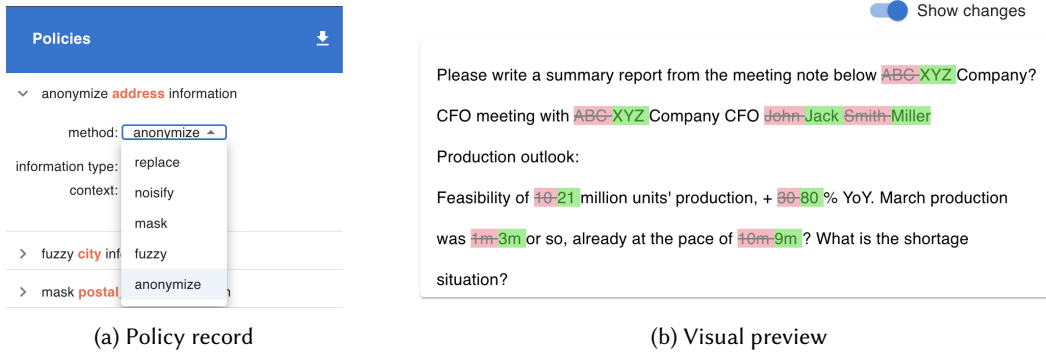 Policies
anonymize address information
method: anonymize
information type:
context:
replace
noisify
mask
fuzzy
anonymize
fuzzy city inf
mask postal
n
(a) Policy record
Show changes
Please write a summary report from the meeting note below ABC XYZ Company?
CFO meeting with ABC XYZ Company CFO John Jack Smith Miller
Production outlook:
Feasibility of 10 21 million units' production, + 30 80 % YoY. March production
was 1m 3m or so, already at the pace of 10m 9m ? What is the shortage
situation?
(b) Visual preview